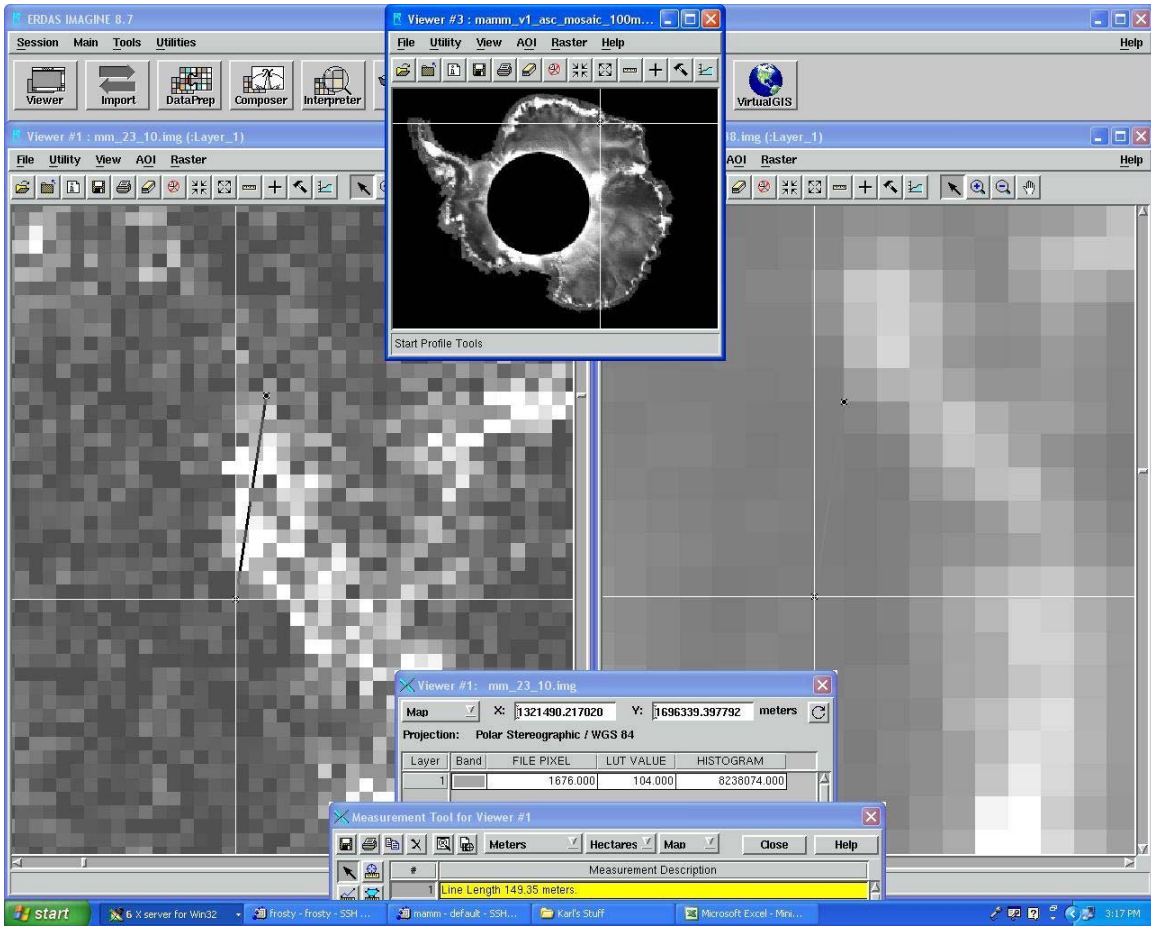 ERDAS IMAGINE 8.7
Session Main Tools Utilities Help
Viewer Import DataPrep Composer Interpreter VirtualGIS
Viewer #3 : mamm_v1_asc_mosaic_100m...
File Utility View AOI Raster Help
Start Profile Tools
Viewer #1 : mm_23_10.img (:Layer_1)
File Utility View AOI Raster
38.img (:Layer_1)
AOI Raster Help
Viewer #1: mm_23_10.img
Map X: 1321490.217020 Y: 1696339.397792 meters
Projection: Polar Stereographic / WGS 84
Layer Band FILE PIXEL LUT VALUE HISTOGRAM
1 1676.000 104.000 8238074.000
Measurement Tool for Viewer #1
Meters Hectares Map Close Help
# Measurement Description
1 Line Length 149.35 meters.
start 6 X server for Win32 frosty - frosty - SSH ... mamm - default - SSH... Karl's Stuff Microsoft Excel - Mini... 3:17 PM